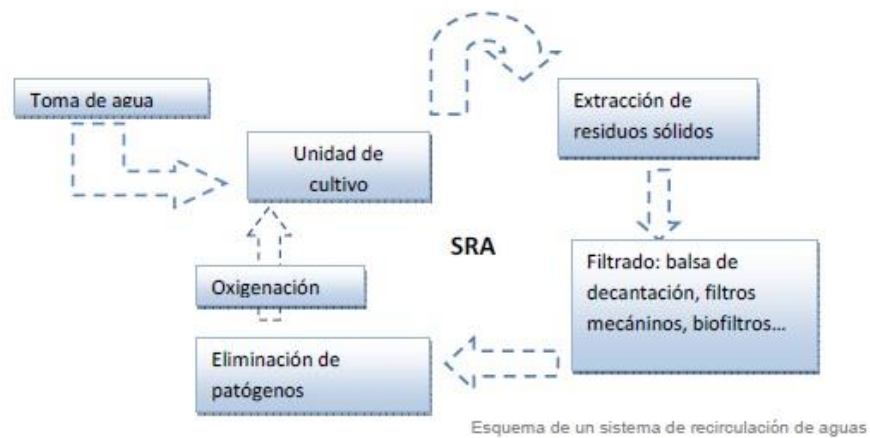 Toma de agua
Unidad de
cultivo
Extracción de
residuos sólidos
SRA
Filtrado: balsa de
decantación, filtros
mecáninos, biofiltros...
Oxigenación
Eliminación de
patógenos
Esquema de un sistema de recirculación de aguas